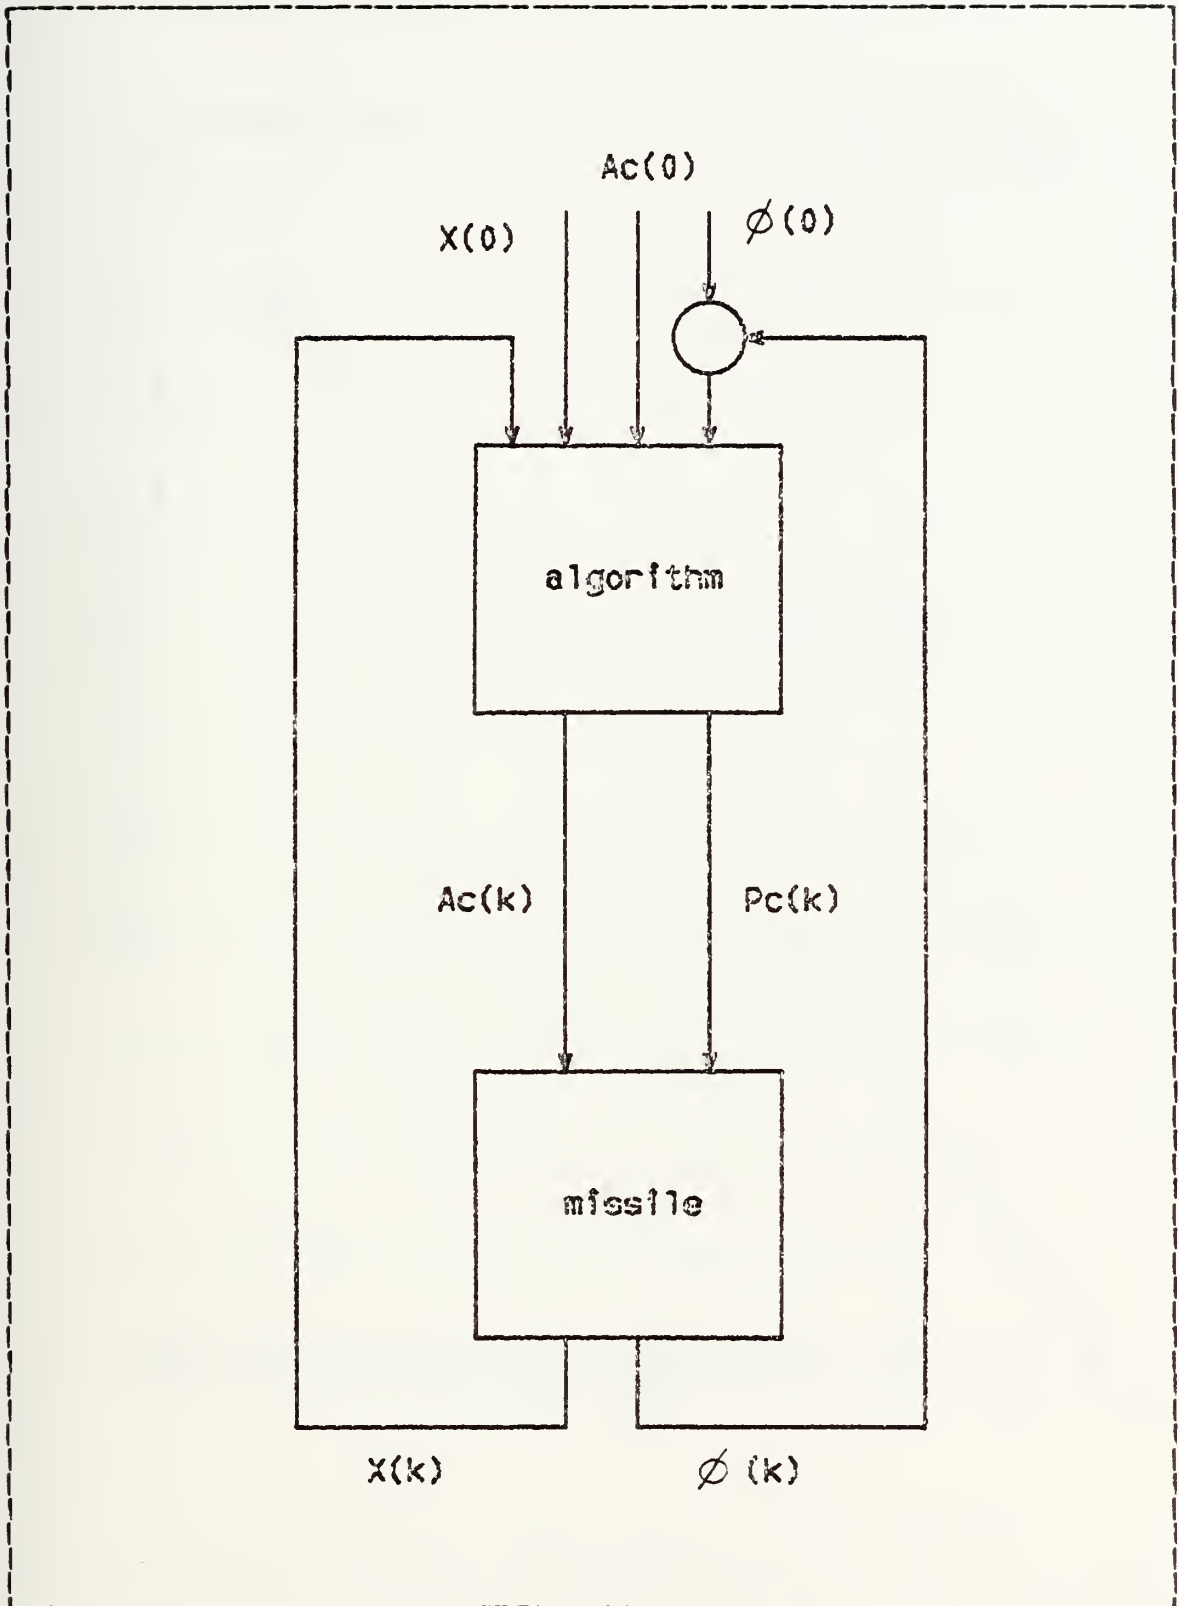 Ac(0)
X(0)
Ø(0)
algorithm
Ac(k)
Pc(k)
missile
X(k)
Ø (k)